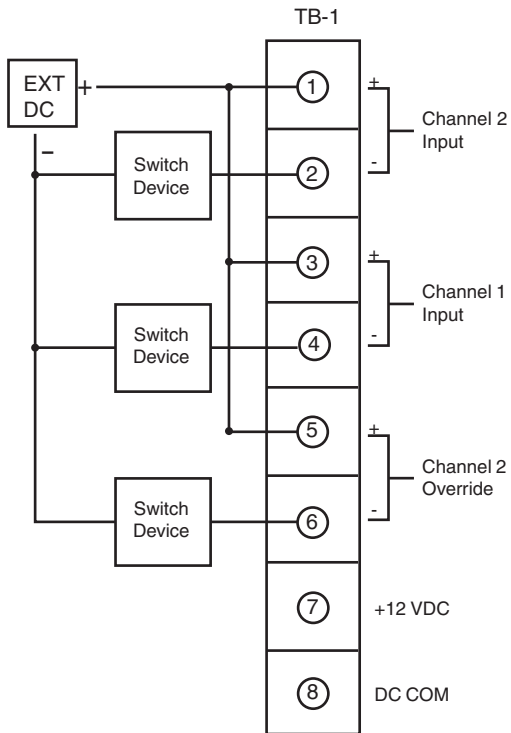 TB-1
EXT
DC
+
–
Switch
Device
Switch
Device
Switch
Device
1
2
3
4
5
6
7
8
+
Channel 2
Input
-
+
Channel 1
Input
-
+
Channel 2
Override
-
+12 VDC
DC COM